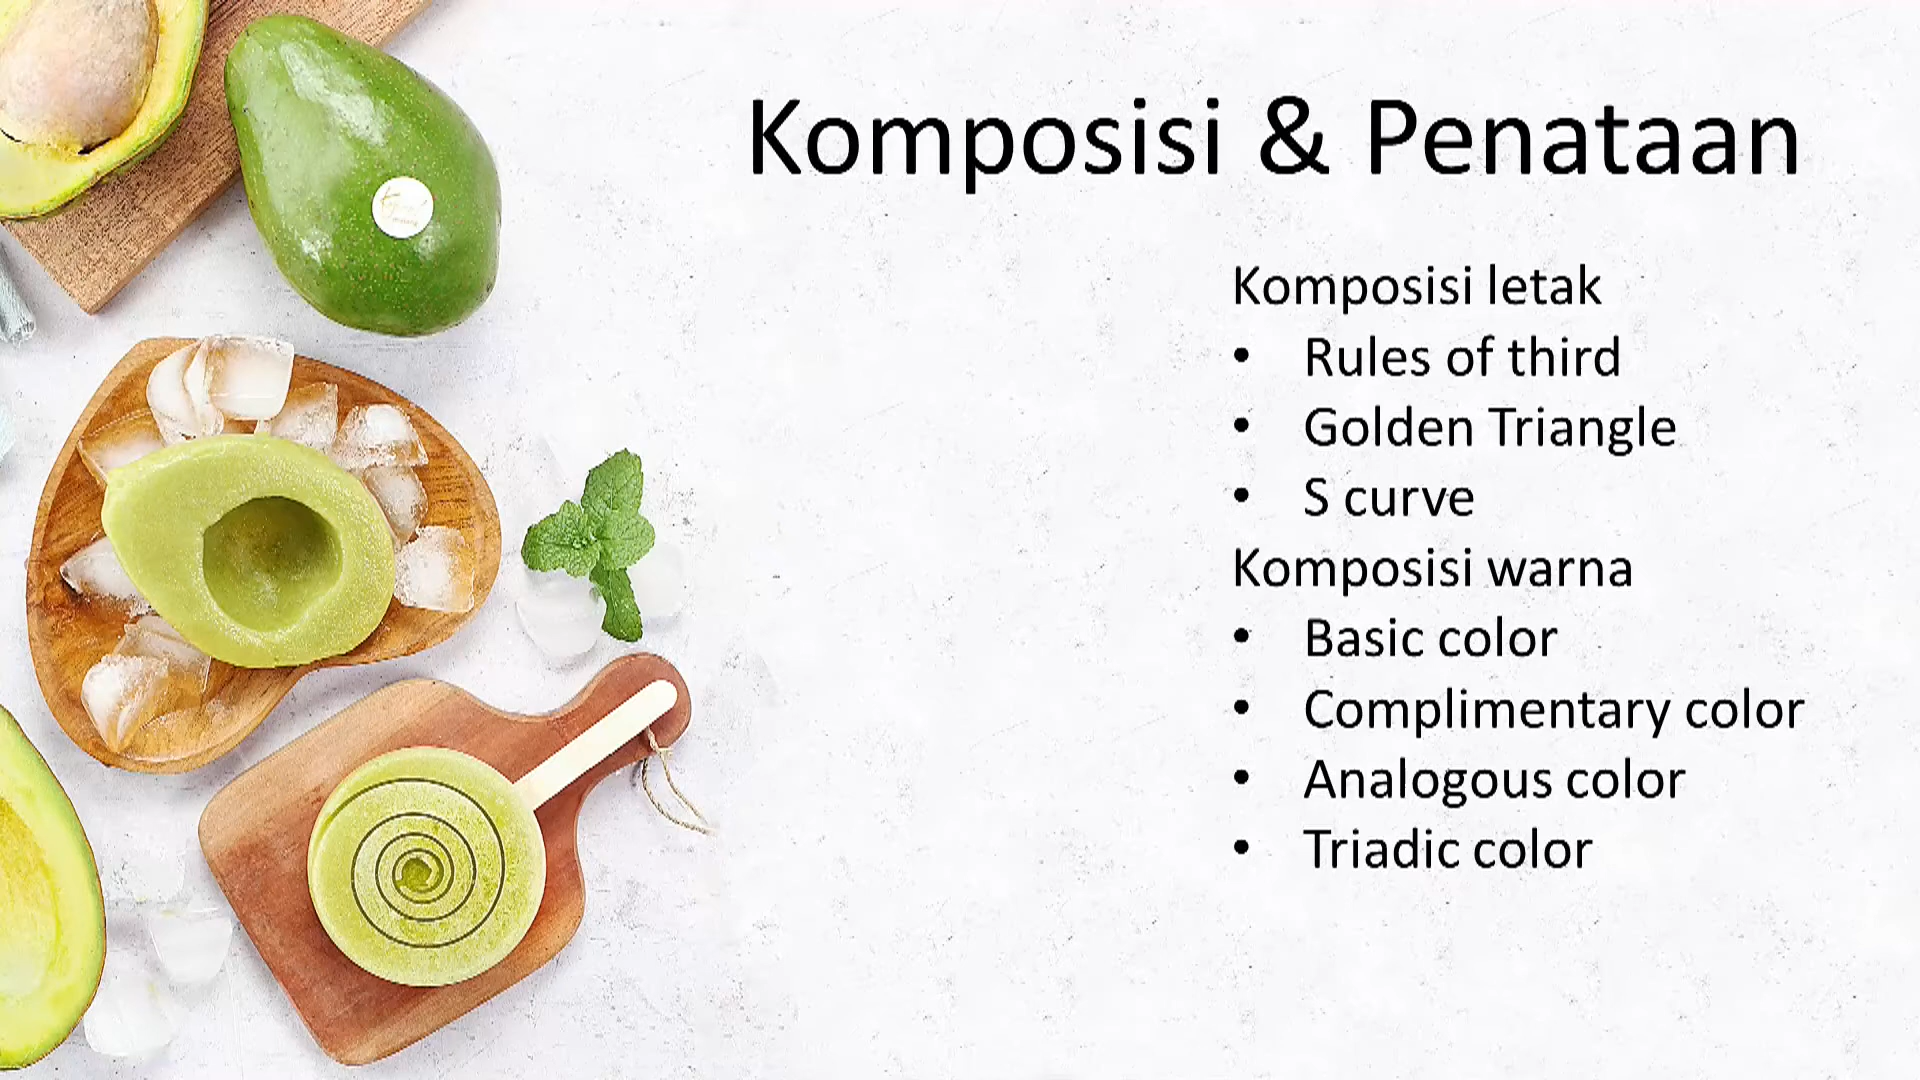 Komposisi & Penataan
Komposisi letak
• Rules of third
• Golden Triangle
• S curve
Komposisi warna
• Basic color
• Complimentary color
• Analogous color
• Triadic color